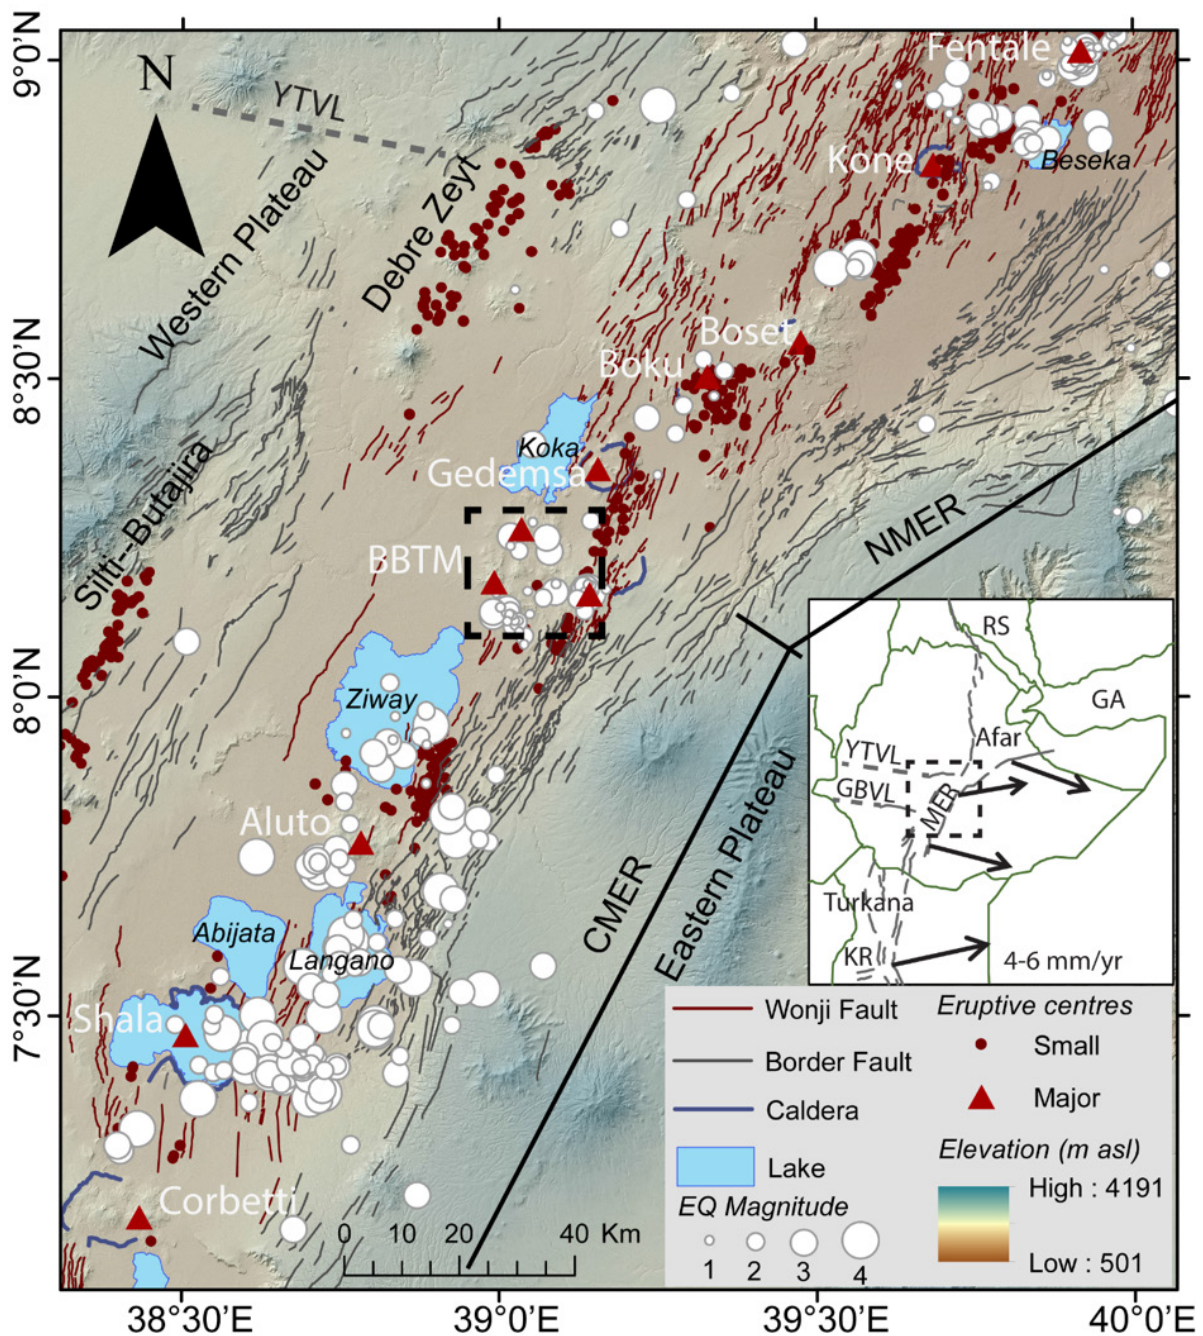 9°0’N
8°30’N
8°0’N
7°30’N
38°30’E
39°0’E
39°30’E
40°0’E
N
YTVL
Western Plateau
Debre Zeyt
Silti--Butajira
Fentale
Beseka
Kone
Boset
Boku
Koka
Gedemsa
BBTM
NMER
Ziway
Aluto
CMER
Eastern Plateau
Abijata
Langano
Shala
Corbetti
0 10 20 40 Km
RS
GA
Afar
YTVL
GBVL
MER
Turkana
KR
4-6 mm/yr
Wonji Fault
Border Fault
Caldera
Lake
EQ Magnitude
1 2 3 4
Eruptive centres
Small
Major
Elevation (m asl)
High : 4191
Low : 501